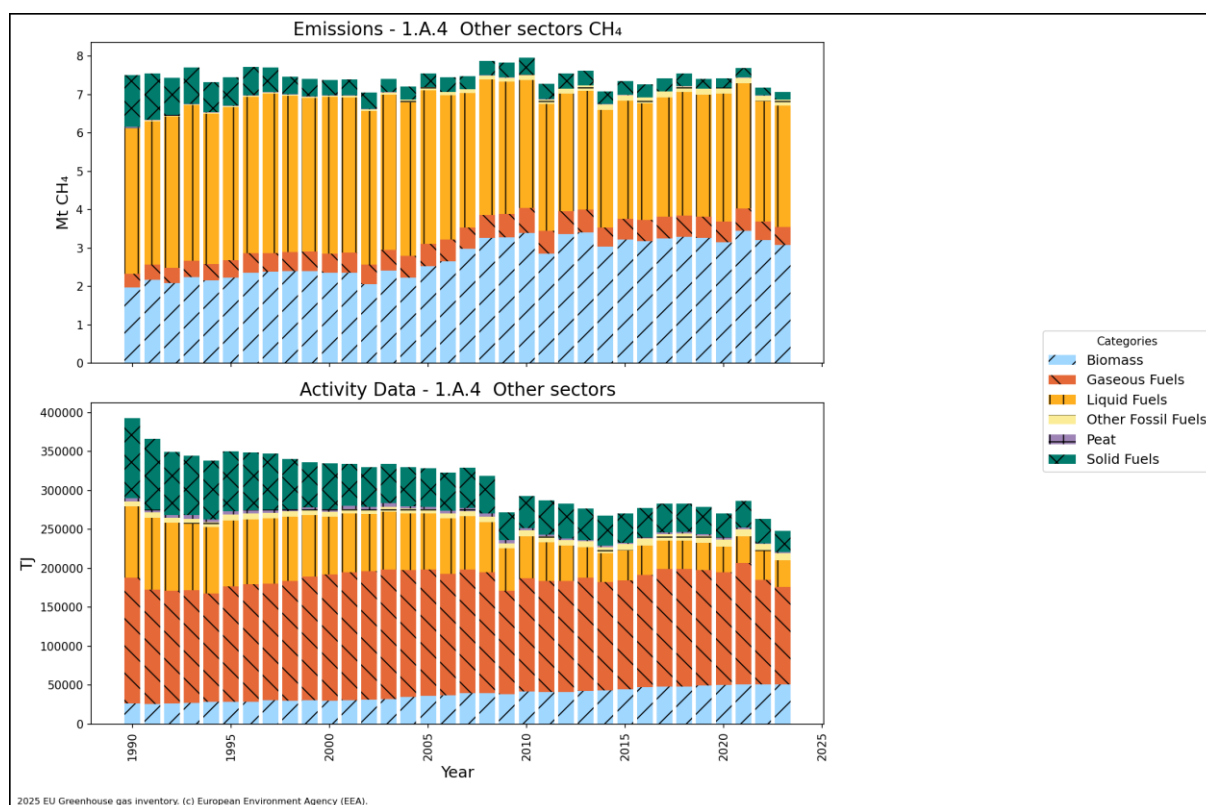 Emissions - 1.A.4  Other sectors CH₄
Mt CH₄
8
7
6
5
4
3
2
1
0
Activity Data - 1.A.4  Other sectors
TJ
400000
350000
300000
250000
200000
150000
100000
50000
0
1990
1995
2000
2005
2010
2015
2020
2025
Year
Categories
Biomass
Gaseous Fuels
Liquid Fuels
Other Fossil Fuels
Peat
Solid Fuels
2025 EU Greenhouse gas inventory. (c) European Environment Agency (EEA).